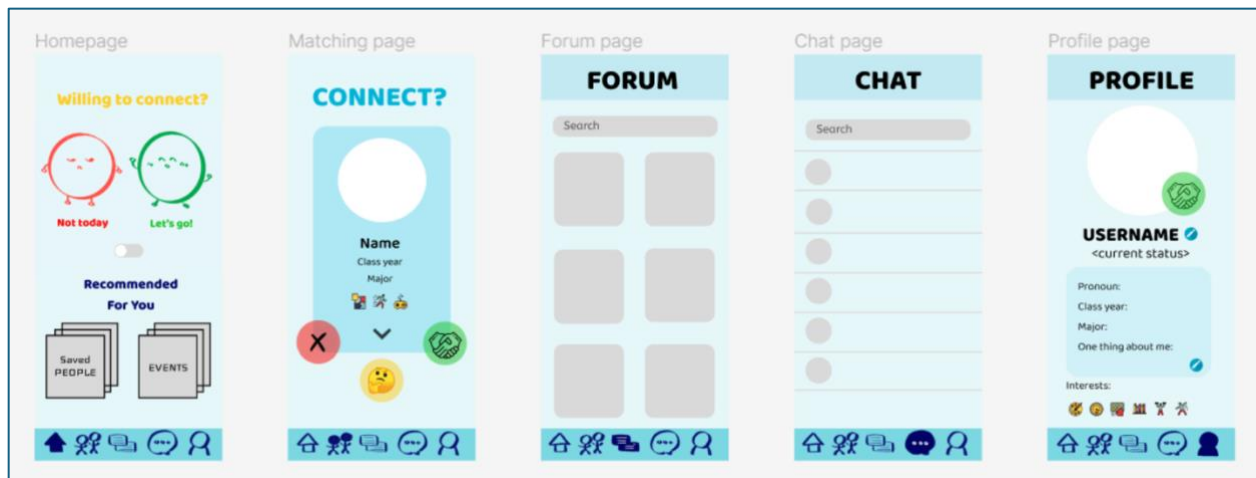 Homepage
Willing to connect?
Not today
Let's go!
Recommended
For You
Saved
PEOPLE
EVENTS
Matching page
CONNECT?
Name
Class year
Major
X
Forum page
FORUM
Search
Chat page
CHAT
Search
Profile page
PROFILE
USERNAME
<current status>
Pronoun:
Class year:
Major:
One thing about me:
Interests: